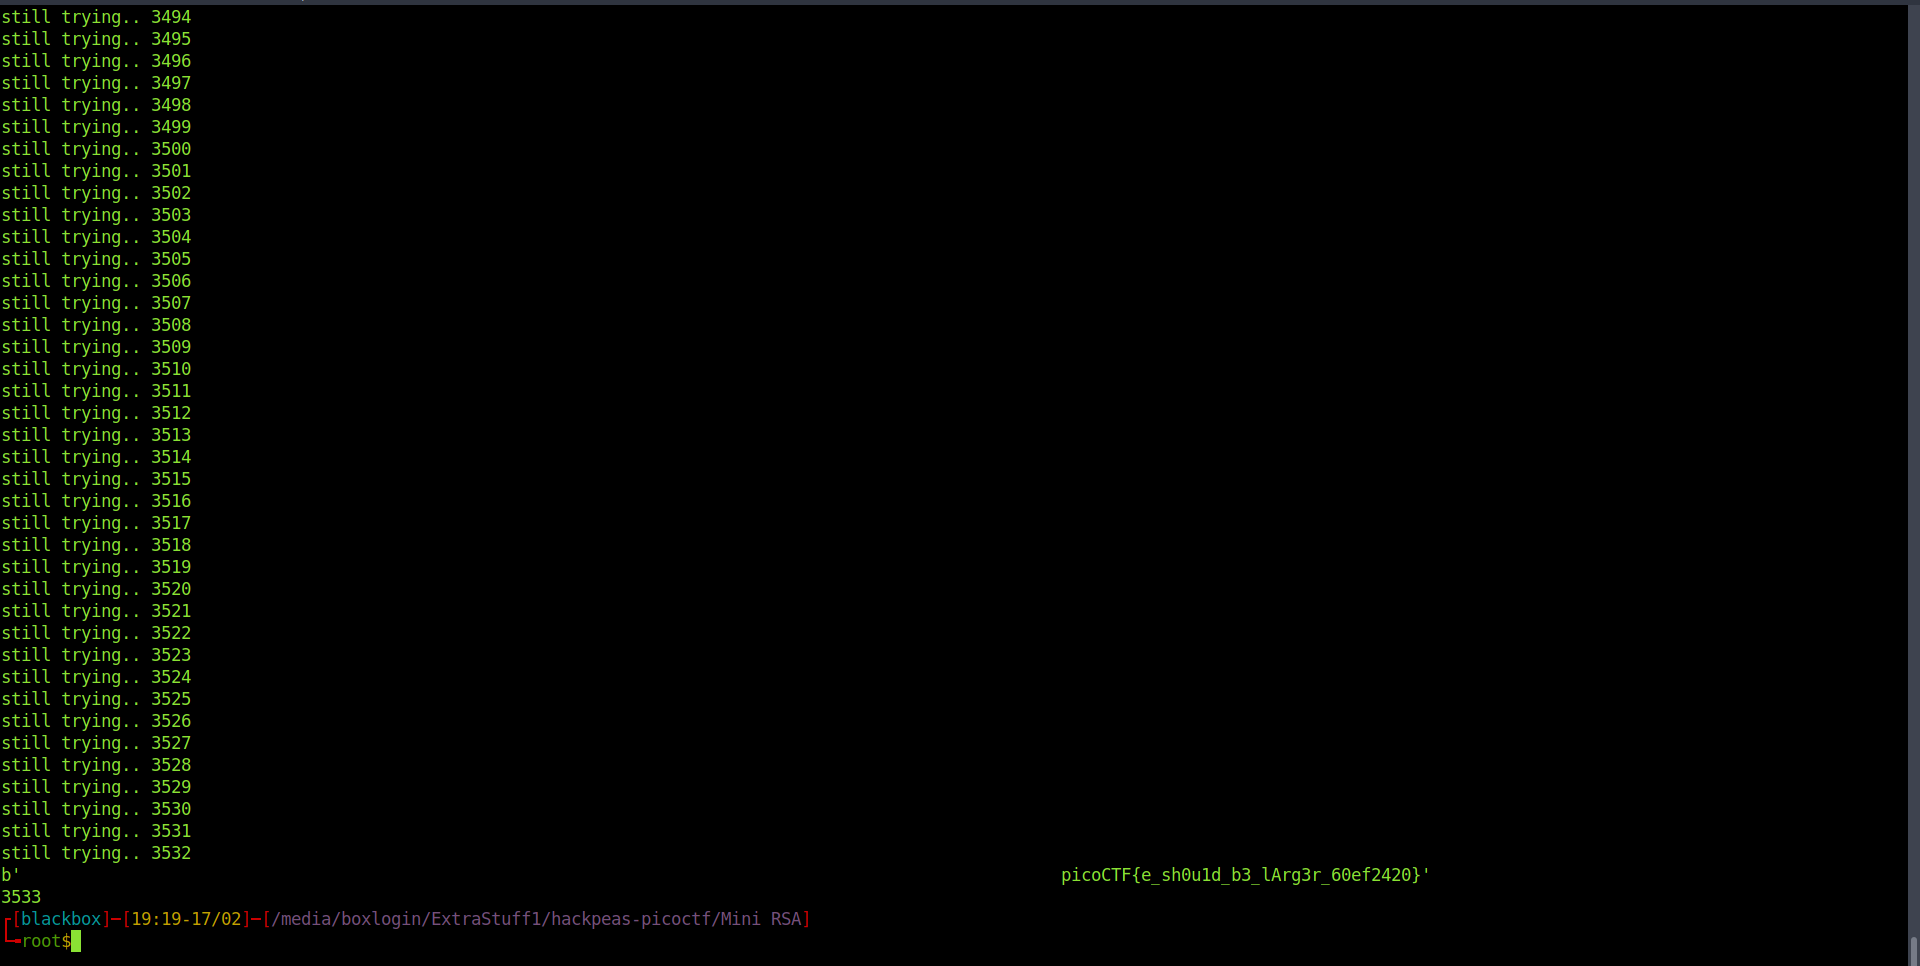 still trying.. 3494
still trying.. 3495
still trying.. 3496
still trying.. 3497
still trying.. 3498
still trying.. 3499
still trying.. 3500
still trying.. 3501
still trying.. 3502
still trying.. 3503
still trying.. 3504
still trying.. 3505
still trying.. 3506
still trying.. 3507
still trying.. 3508
still trying.. 3509
still trying.. 3510
still trying.. 3511
still trying.. 3512
still trying.. 3513
still trying.. 3514
still trying.. 3515
still trying.. 3516
still trying.. 3517
still trying.. 3518
still trying.. 3519
still trying.. 3520
still trying.. 3521
still trying.. 3522
still trying.. 3523
still trying.. 3524
still trying.. 3525
still trying.. 3526
still trying.. 3527
still trying.. 3528
still trying.. 3529
still trying.. 3530
still trying.. 3531
still trying.. 3532
b'                                                                                                        picoCTF{e_sh0u1d_b3_lArg3r_60ef2420}'
3533
┌[blackbox]─[19:19-17/02]─[/media/boxlogin/ExtraStuff1/hackpeas-picoctf/Mini RSA]
└╼root$